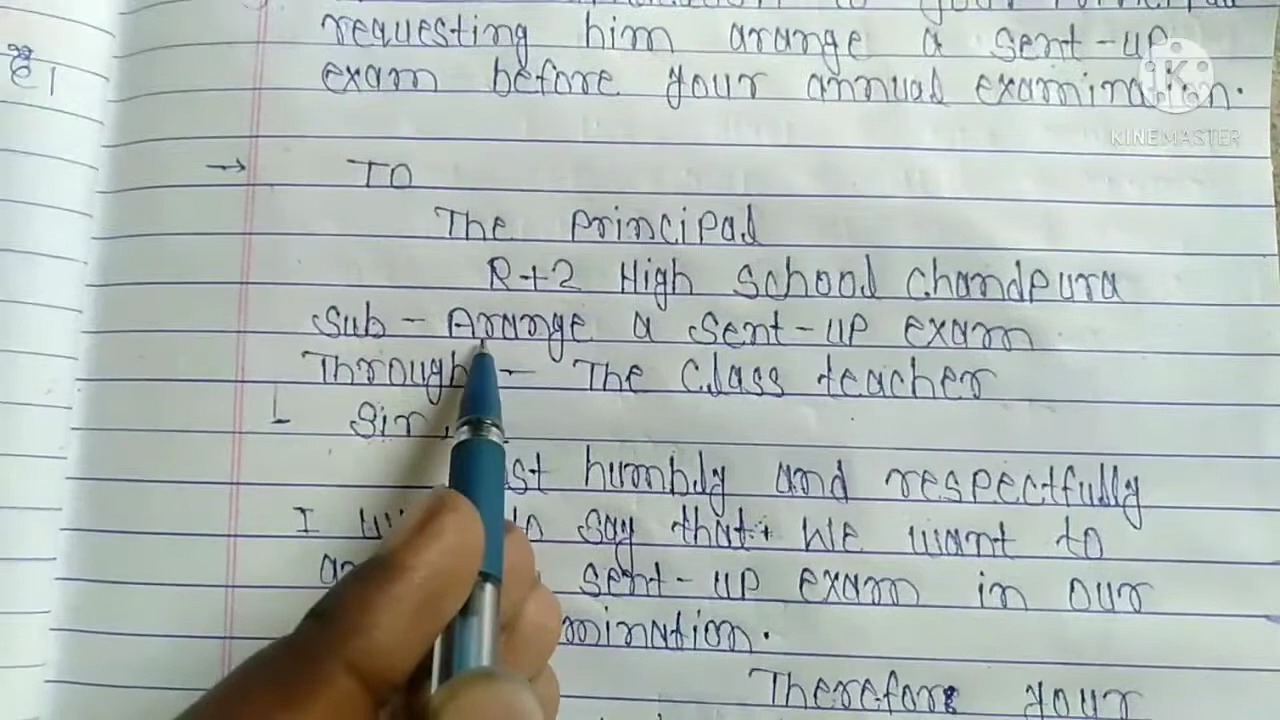 to your
requesting him arange a sent-up
exam before your annual examination.
KINEMASTER
है।
→ TO
The principal
R+2 High school chandpura
Sub - Arange a sent-up exam
Through - The class teacher
Sir,
humbly and respectfully
I say that we want to
sent-up exam in our
Therefore your